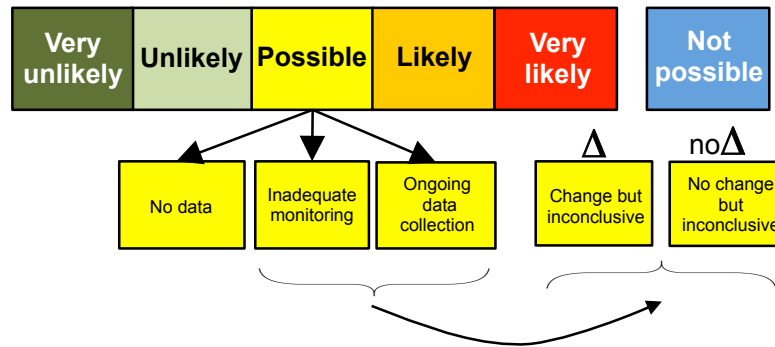 Very
unlikely
Unlikely
Possible
Likely
Very
likely
Not
possible
Δ
noΔ
No data
Inadequate
monitoring
Ongoing
data
collection
Change but
inconclusive
No change
but
inconclusive